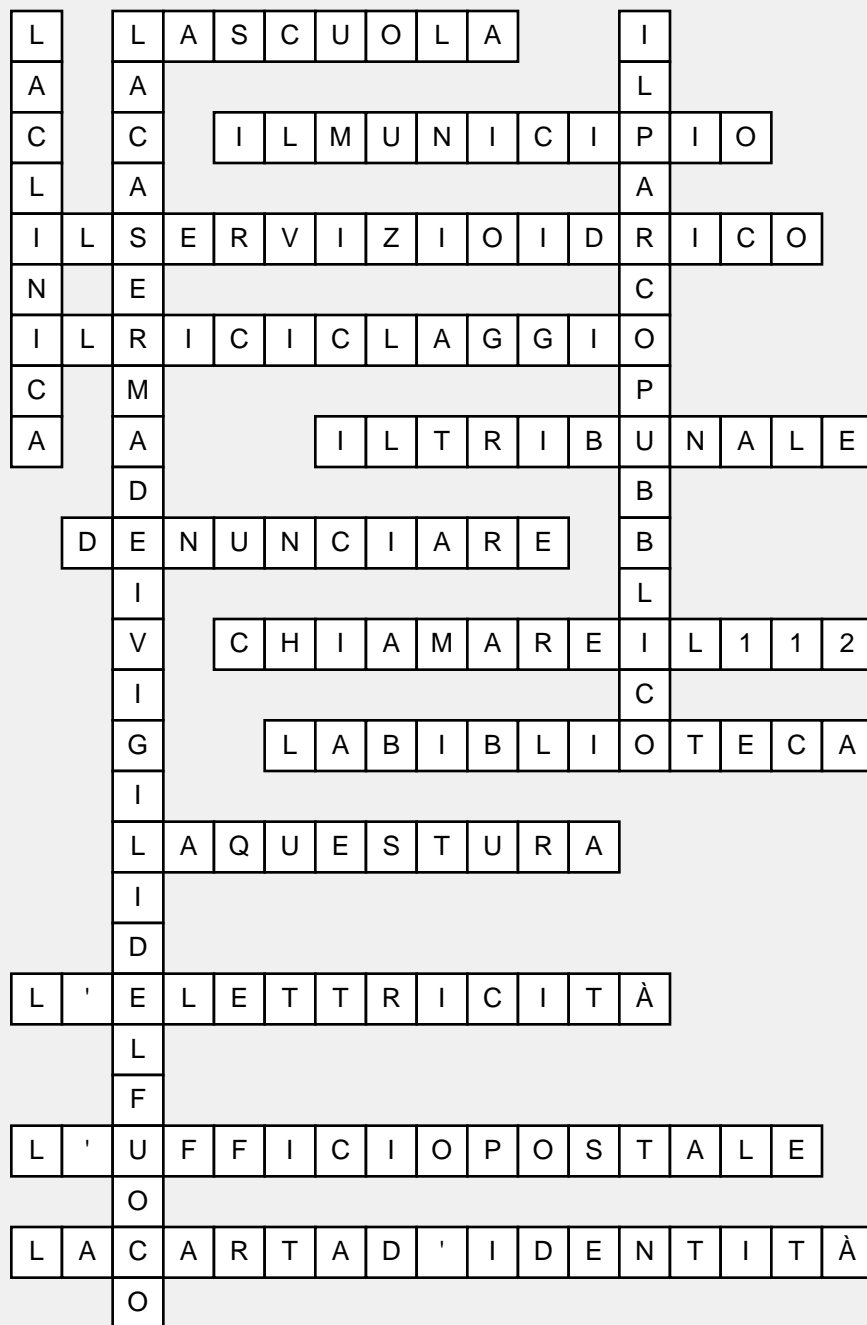 LACLINICA
LACASERMADEIVIGILIDELFUOCO
LASCUOLA
ILPARCOPUBBLICO
ILMUNICIPIO
ILSERVIZIOIDRICO
ILRICICLAGGIO
ILTRIBUNALE
DENUNCIARE
CHIAMAREIL112
LABIBLIOTECA
LAQUESTURA
L'ELETTRICITÀ
L'UFFICIOPOSTALE
LACARTAD'IDENTITÀ